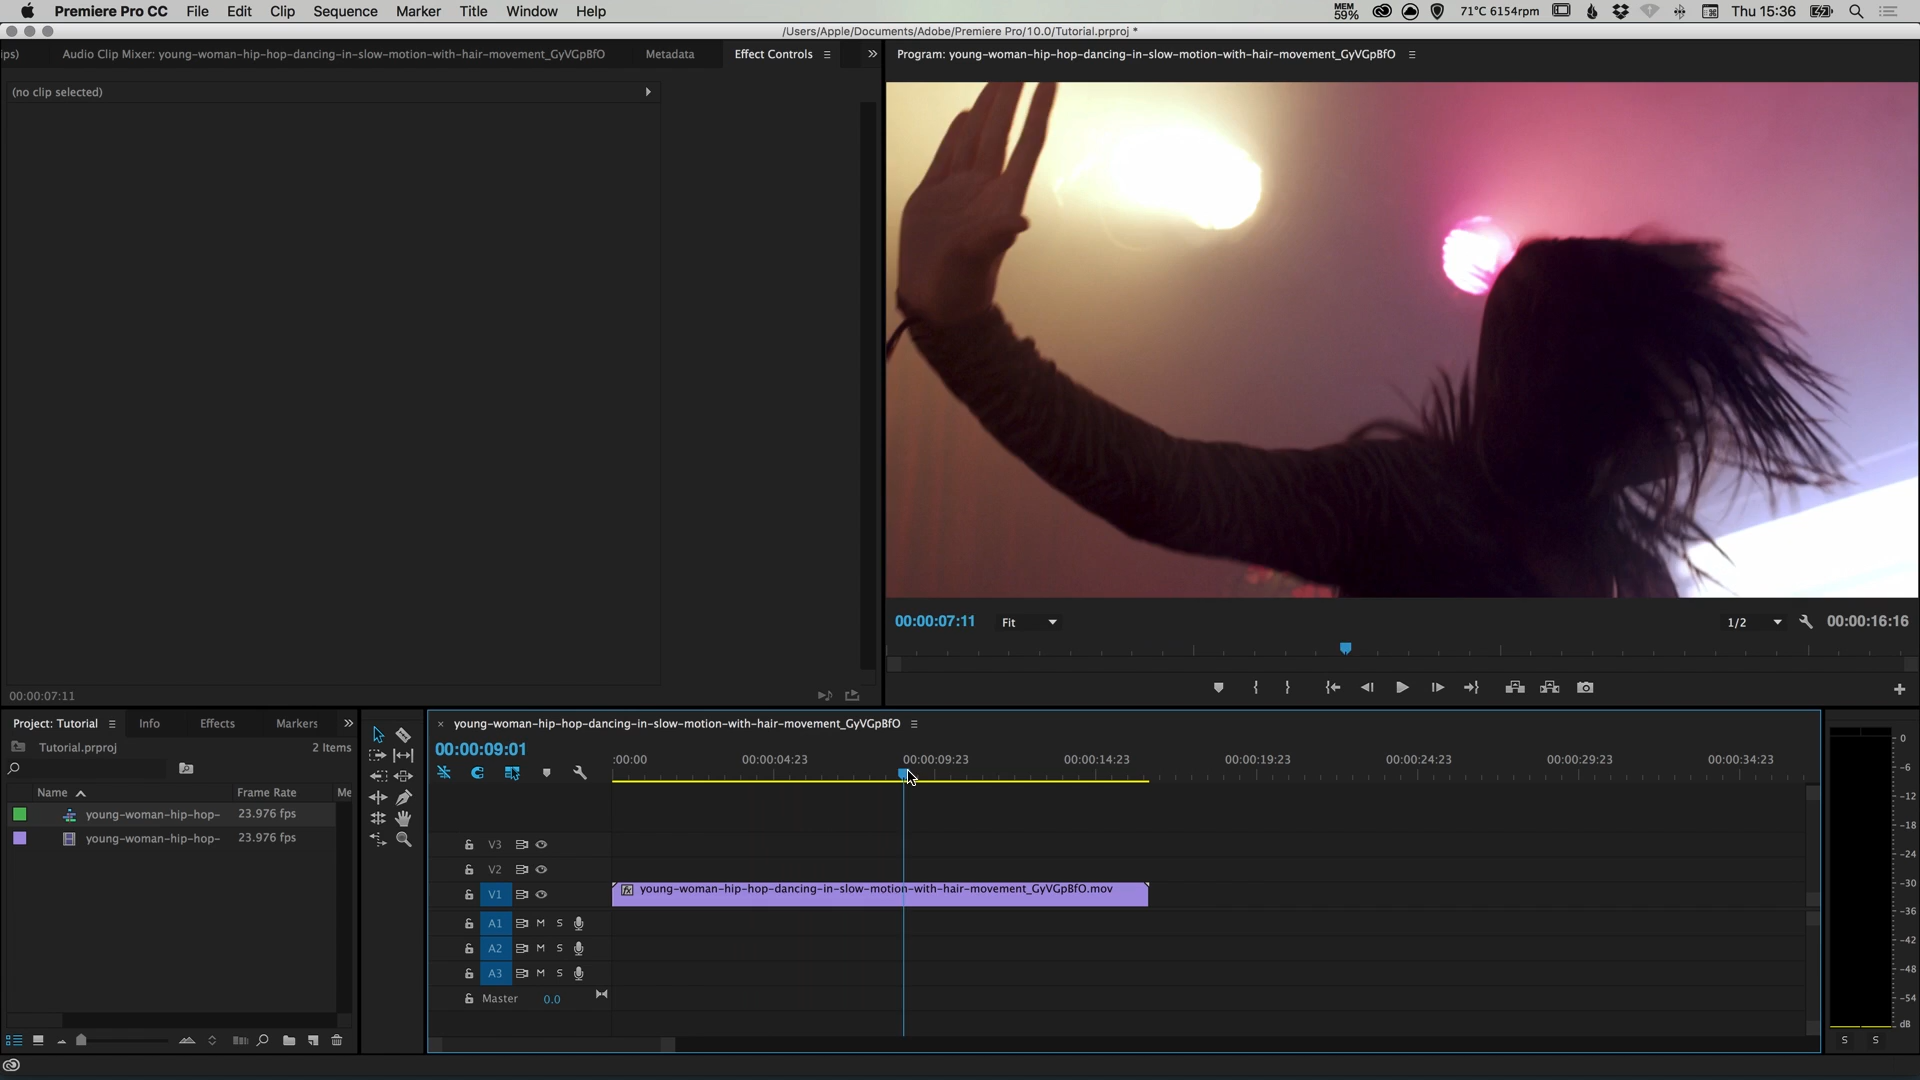 Premiere Pro CC File Edit Clip Sequence Marker Title Window Help MEM 59% 71°C 6154rpm Thu 15:36
/Users/Apple/Documents/Adobe/Premiere Pro/10.0/Tutorial.prproj *
ips) Audio Clip Mixer: young-woman-hip-hop-dancing-in-slow-motion-with-hair-movement_GyVGpBfO Metadata Effect Controls
Program: young-woman-hip-hop-dancing-in-slow-motion-with-hair-movement_GyVGpBfO
(no clip selected)
00:00:07:11 Fit 1/2 00:00:16:16
00:00:07:11
Project: Tutorial Info Effects Markers
Tutorial.prproj 2 Items
Name Frame Rate Me
young-woman-hip-hop- 23.976 fps
young-woman-hip-hop- 23.976 fps
× young-woman-hip-hop-dancing-in-slow-motion-with-hair-movement_GyVGpBfO
00:00:09:01
:00:00 00:00:04:23 00:00:09:23 00:00:14:23 00:00:19:23 00:00:24:23 00:00:29:23 00:00:34:23
V3
V2
V1 fx young-woman-hip-hop-dancing-in-slow-motion-with-hair-movement_GyVGpBfO.mov
A1 M S
A2 M S
A3 M S
Master 0.0
0
-6
-12
-18
-24
-30
-36
-42
-48
-54
dB
S S